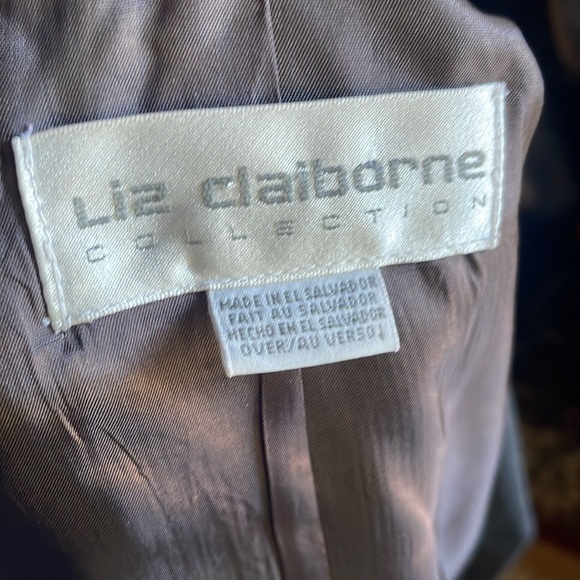 Liz claiborne
COLLECTION
MADE IN EL SALVADOR
FAIT AU SALVADOR
HECHO EN EL SALVADOR
OVER/AU VERSO↓